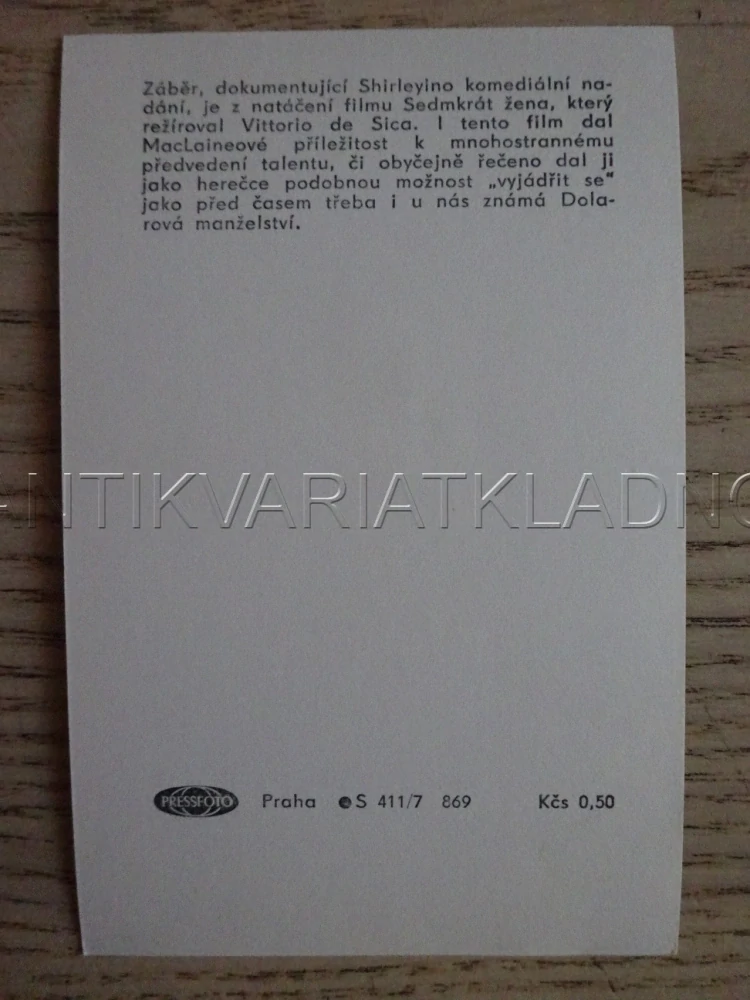 Záběr, dokumentující Shirleyino komediální na-
dání, je z natáčení filmu Sedmkrát žena, který
režíroval Vittorio de Sica. I tento film dal
MacLaineové příležitost k mnohostrannému
předvedení talentu, či obyčejně řečeno dal ji
jako herečce podobnou možnost „vyjádřit se"
jako před časem třeba i u nás známá Dola-
rová manželství.
NTIKVARIATKLADNO
PRESSFOTO Praha S 411/7 869 Kčs 0,50